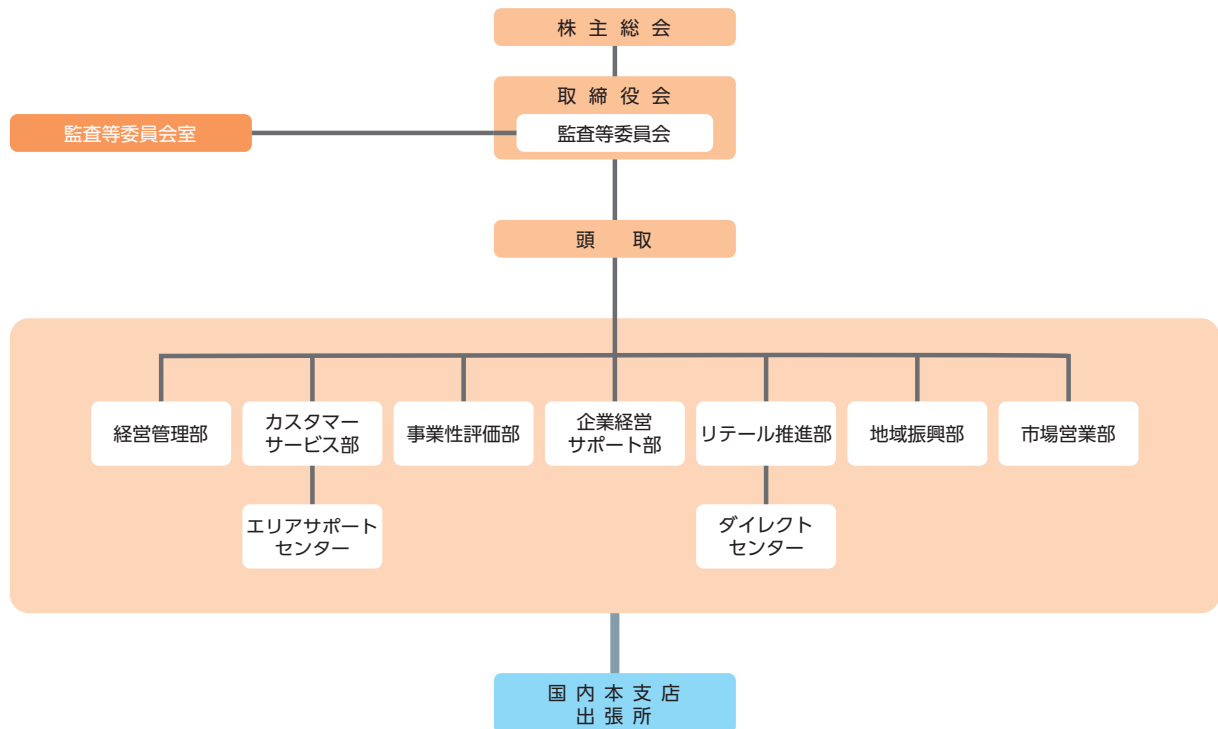 株主総会
取締役会
監査等委員会室
監査等委員会
頭取
経営管理部
カスタマー
サービス部
事業性評価部
企業経営
サポート部
リテール推進部
地域振興部
市場営業部
エリアサポート
センター
ダイレクト
センター
国内本支店
出張所